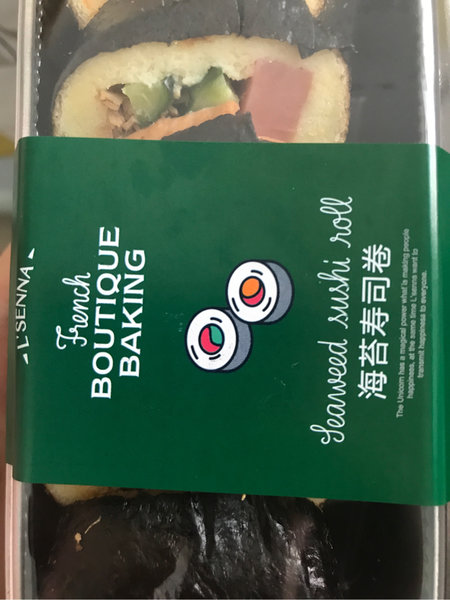 L'SENNA
French
BOUTIQUE
BAKING
Seaweed sushi roll
海苔寿司卷
The Unicorn has a magical power what is making people
happiness, at the same time L'senna want to
transmit happiness to everyone.